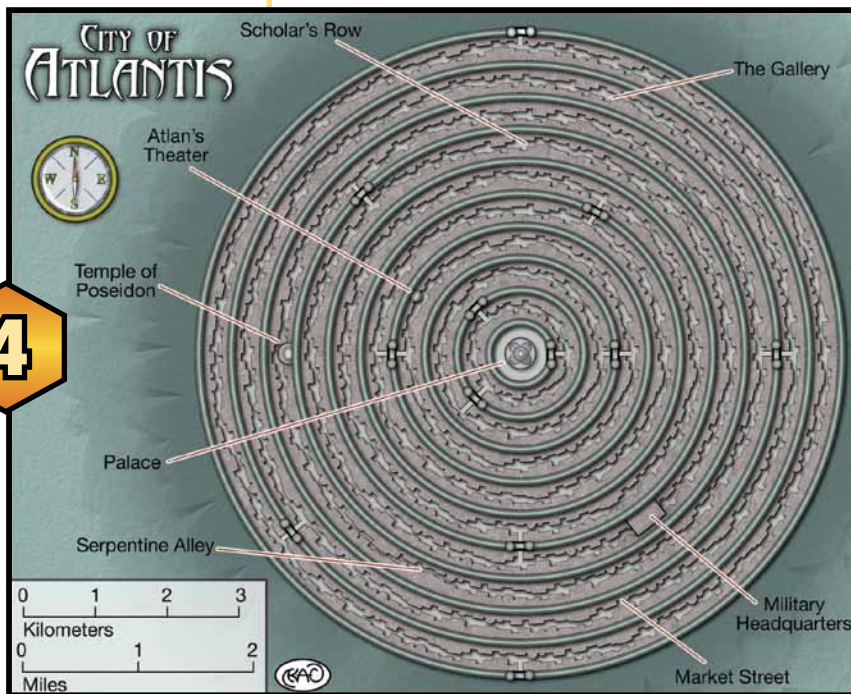 CITY OF
ATLANTIS
Scholar's Row
The Gallery
Atlan's
Theater
N
W E
S
Temple of
Poseidon
4
Palace
Serpentine Alley
Military
Headquarters
Market Street
0 1 2 3
Kilometers
0 1 2
Miles
KAC